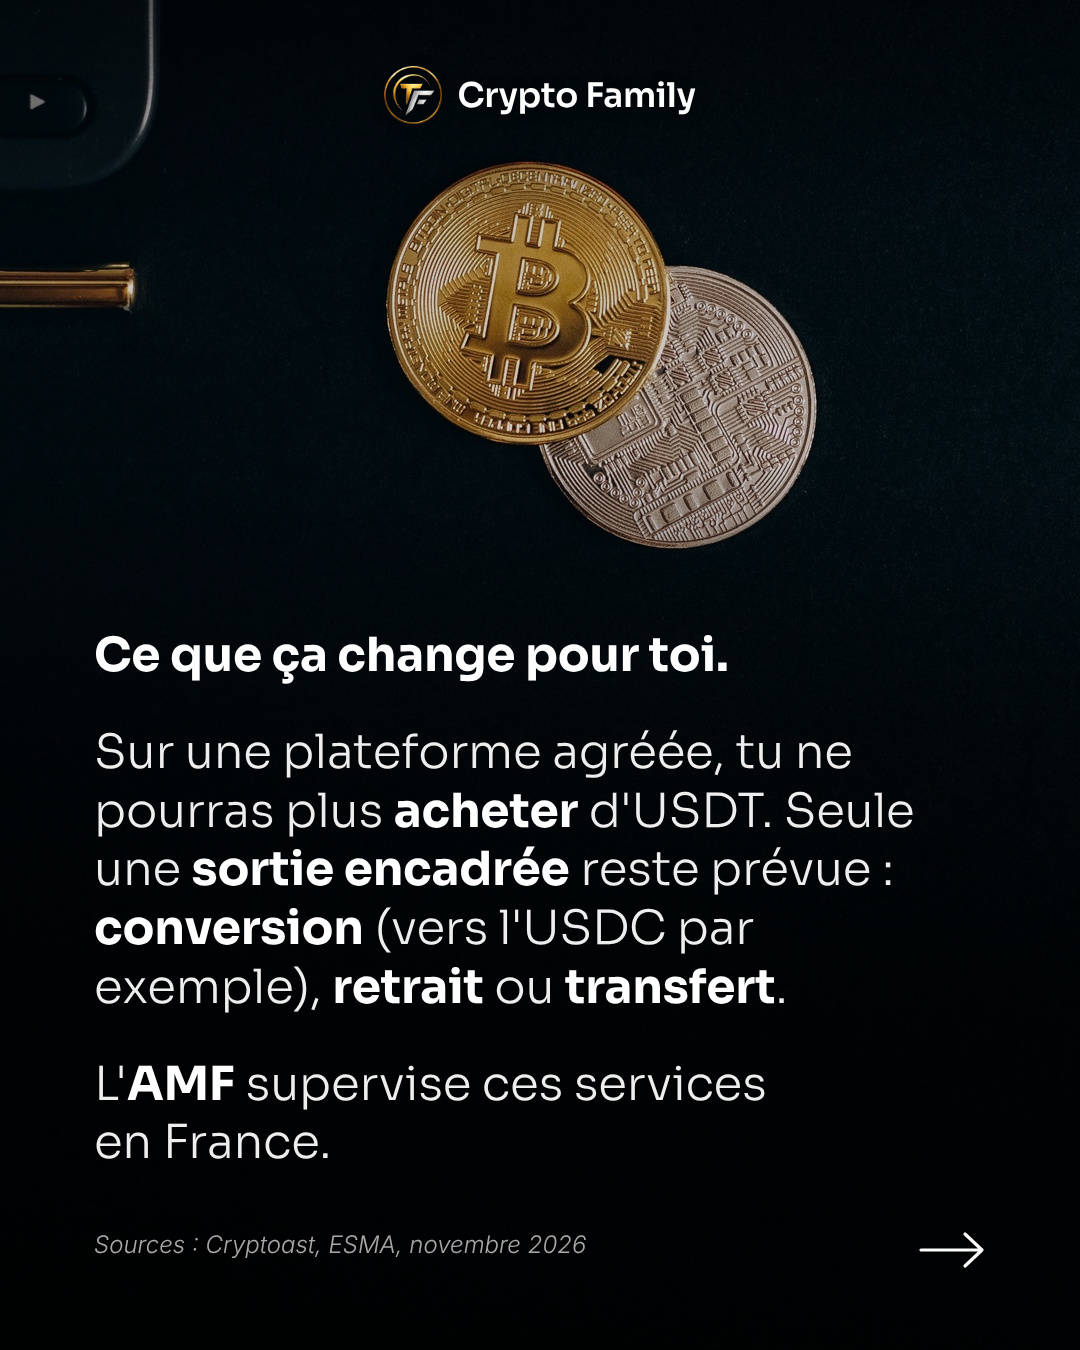 Crypto Family
Ce que ça change pour toi.
Sur une plateforme agréée, tu ne
pourras plus acheter d'USDT. Seule
une sortie encadrée reste prévue :
conversion (vers l'USDC par
exemple), retrait ou transfert.
L'AMF supervise ces services
en France.
Sources : Cryptoast, ESMA, novembre 2026